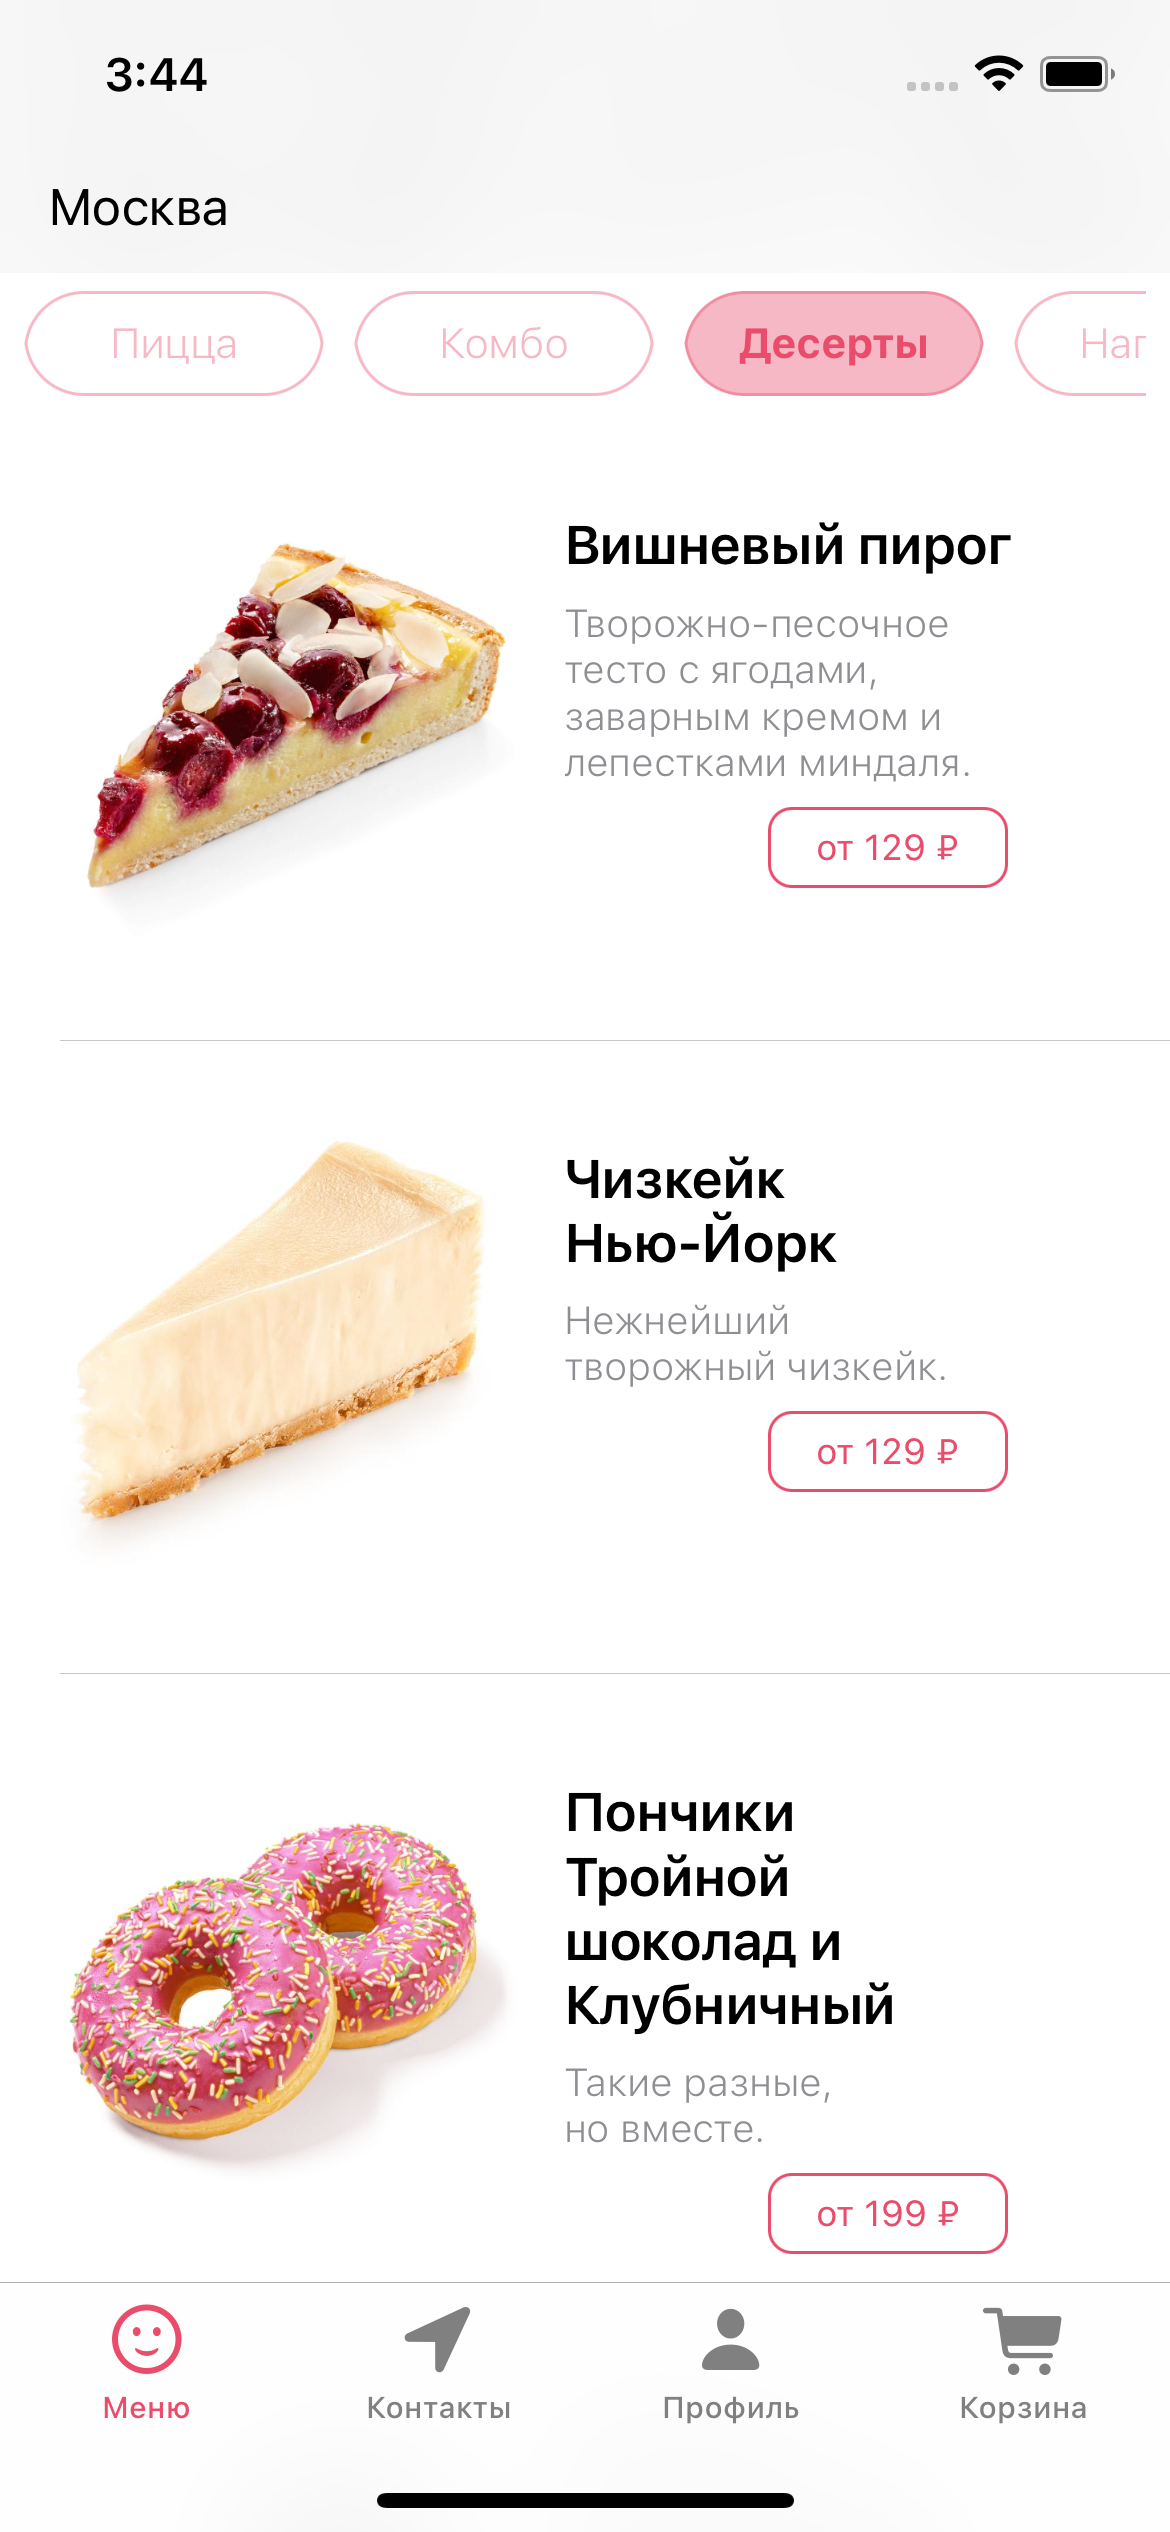 3:44
Москва
Пицца
Комбо
Десерты
Нап
Вишневый пирог
Творожно-песочное
тесто с ягодами,
заварным кремом и
лепестками миндаля.
от 129 ₽
Чизкейк
Нью-Йорк
Нежнейший
творожный чизкейк.
от 129 ₽
Пончики
Тройной
шоколад и
Клубничный
Такие разные,
но вместе.
от 199 ₽
Меню
Контакты
Профиль
Корзина